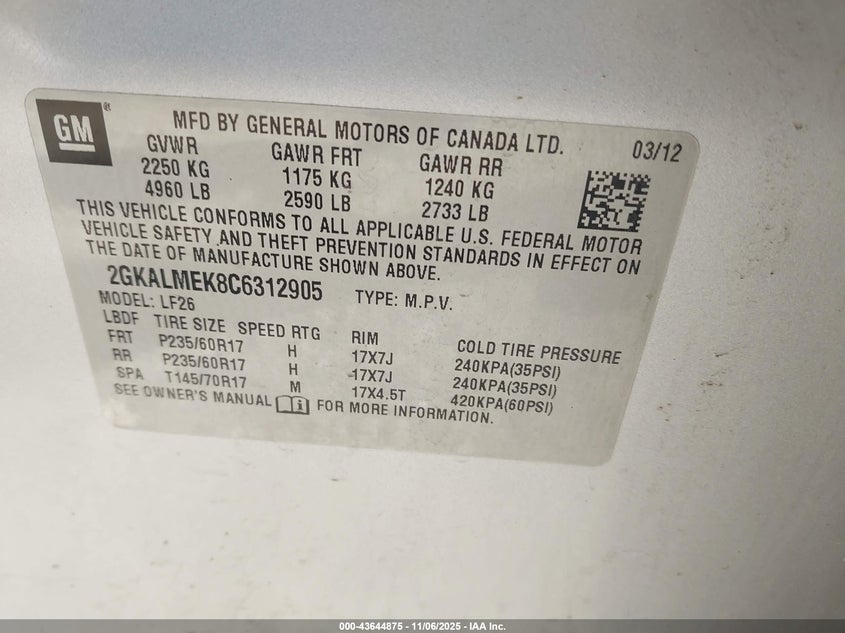 GM
MFD BY GENERAL MOTORS OF CANADA LTD. 03/12
GVWR GAWR FRT GAWR RR
2250 KG 1175 KG 1240 KG
4960 LB 2590 LB 2733 LB
THIS VEHICLE CONFORMS TO ALL APPLICABLE U.S. FEDERAL MOTOR
VEHICLE SAFETY AND THEFT PREVENTION STANDARDS IN EFFECT ON
THE DATE OF MANUFACTURE SHOWN ABOVE.
2GKALMEK8C6312905 TYPE: M.P.V.
MODEL: LF26
LBDF TIRE SIZE SPEED RTG RIM COLD TIRE PRESSURE
FRT P235/60R17 H 17X7J 240KPA(35PSI)
RR P235/60R17 H 17X7J 240KPA(35PSI)
SPA T145/70R17 M 17X4.5T 420KPA(60PSI)
SEE OWNER'S MANUAL i FOR MORE INFORMATION.
000-43644875 - 11/06/2025 - IAA Inc.